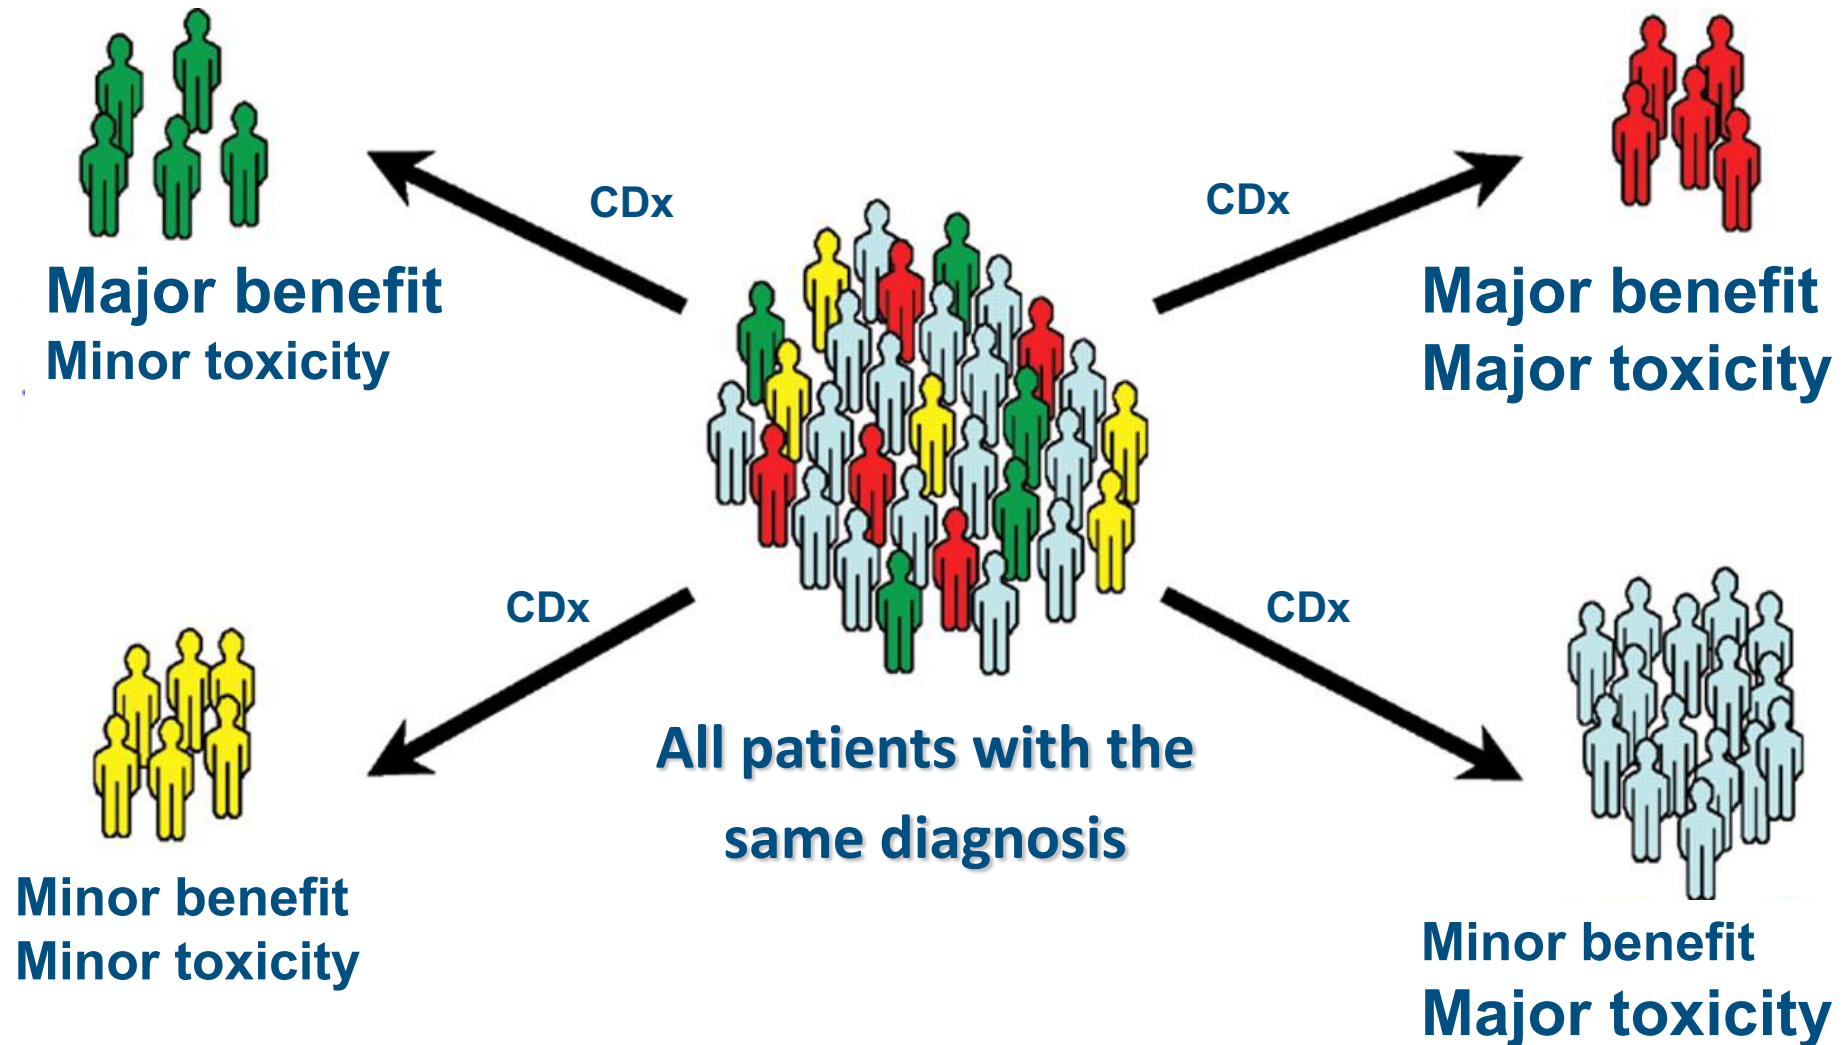 CDx
CDx
Major benefit
Minor toxicity
Major benefit
Major toxicity
CDx
CDx
All patients with the
same diagnosis
Minor benefit
Minor toxicity
Minor benefit
Major toxicity